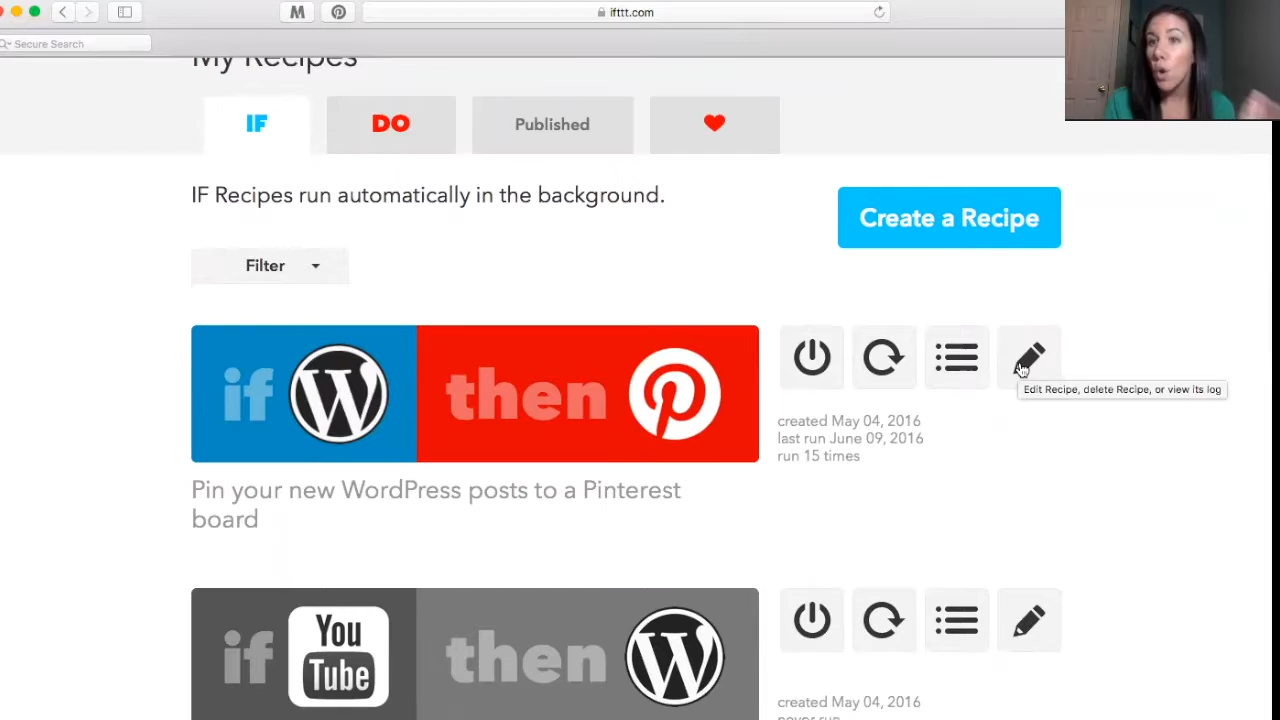 M
ifttt.com
Secure Search
My Recipes
IF
DO
Published
IF Recipes run automatically in the background.
Create a Recipe
Filter
if
W
then
Edit Recipe, delete Recipe, or view its log
created May 04, 2016
last run June 09, 2016
run 15 times
Pin your new WordPress posts to a Pinterest
board
if
You
Tube
then
W
created May 04, 2016
never run